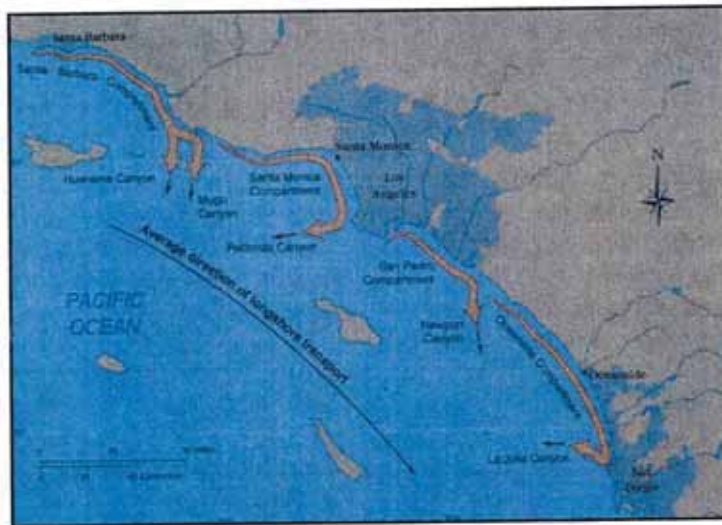 Santa Barbara
Santa Barbara Compartment
Hueneme Canyon
Mugu
Canyon
Santa Monica
Compartment
Santa Monica
Los
Angeles
N
Redondo Canyon
San Pedro
Compartment
Newport
Canyon
Average direction of longshore transport
PACIFIC
OCEAN
Oceanside Compartment
Oceanside
La Jolla Canyon
San
Diego